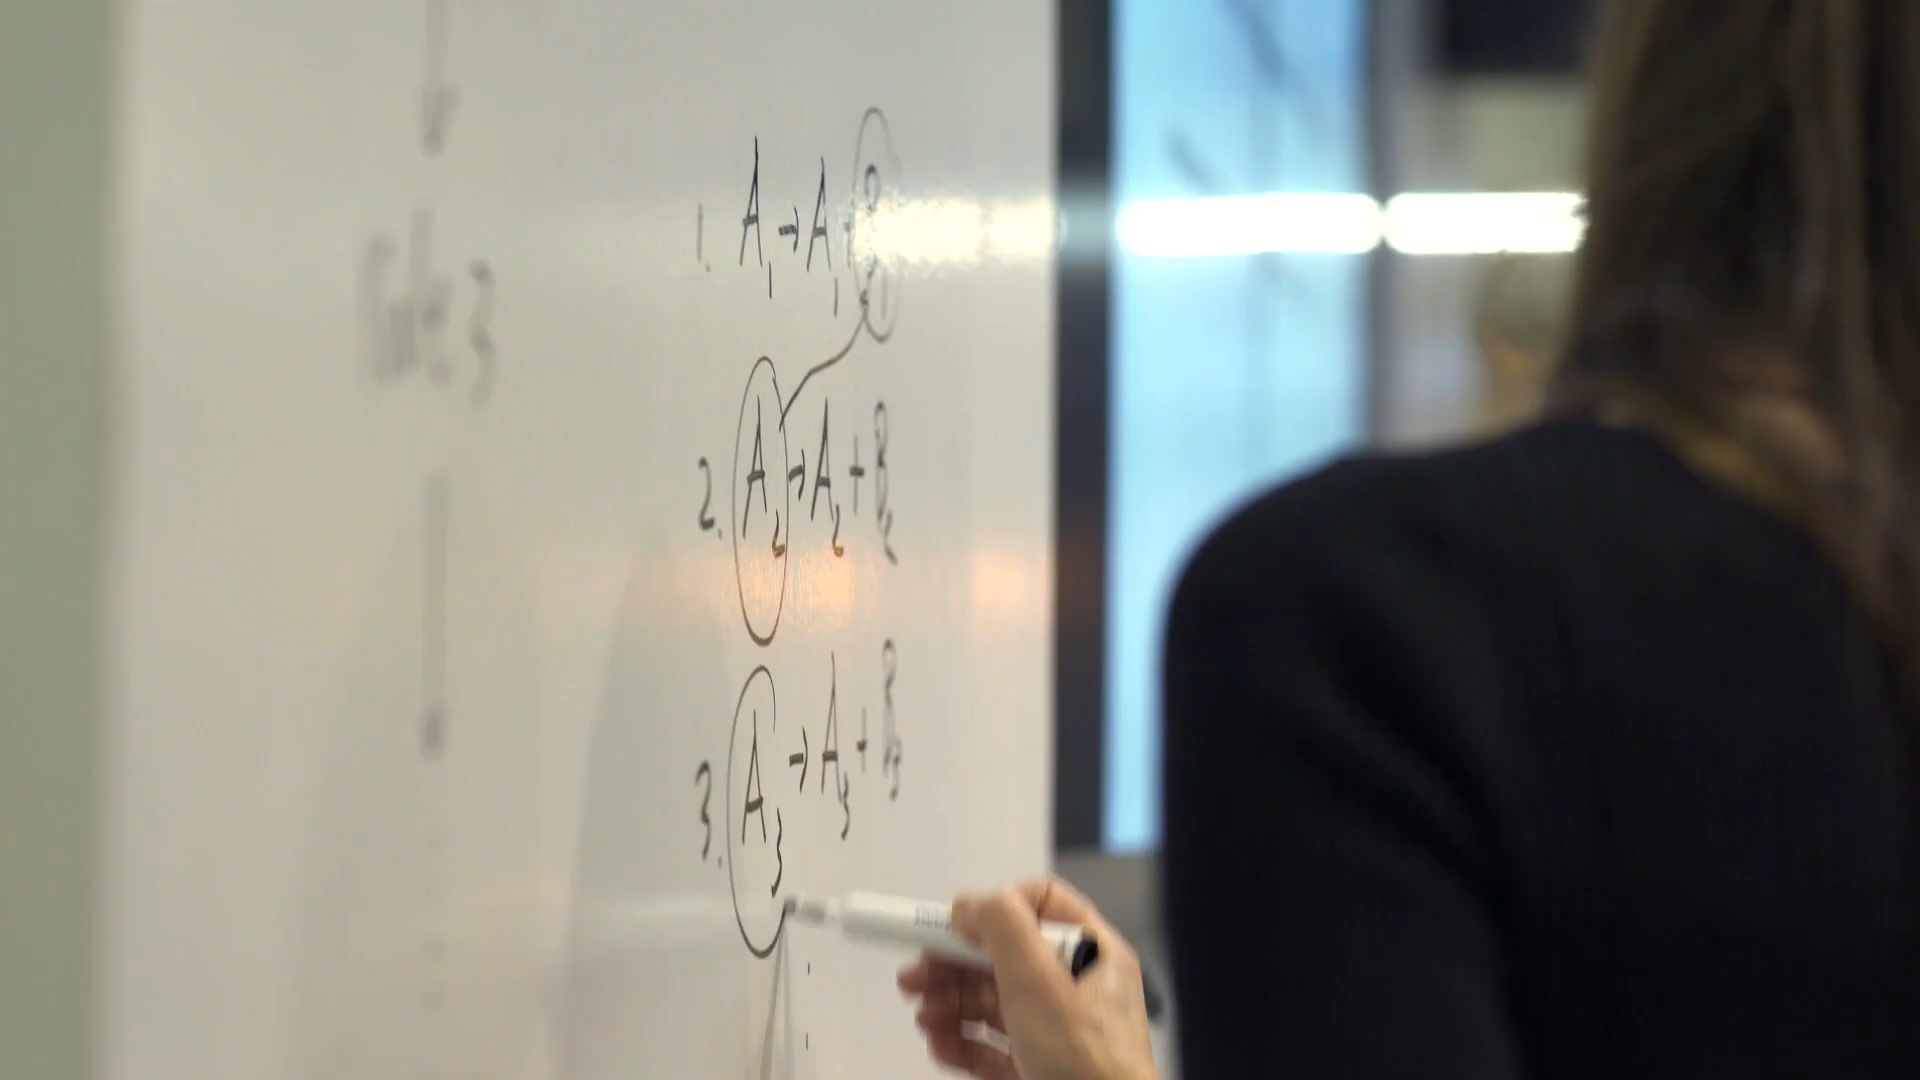 1. A₁ → A₁ + B₁
2. A₂ → A₂ + B₂
3. A₃ → A₃ + B₃